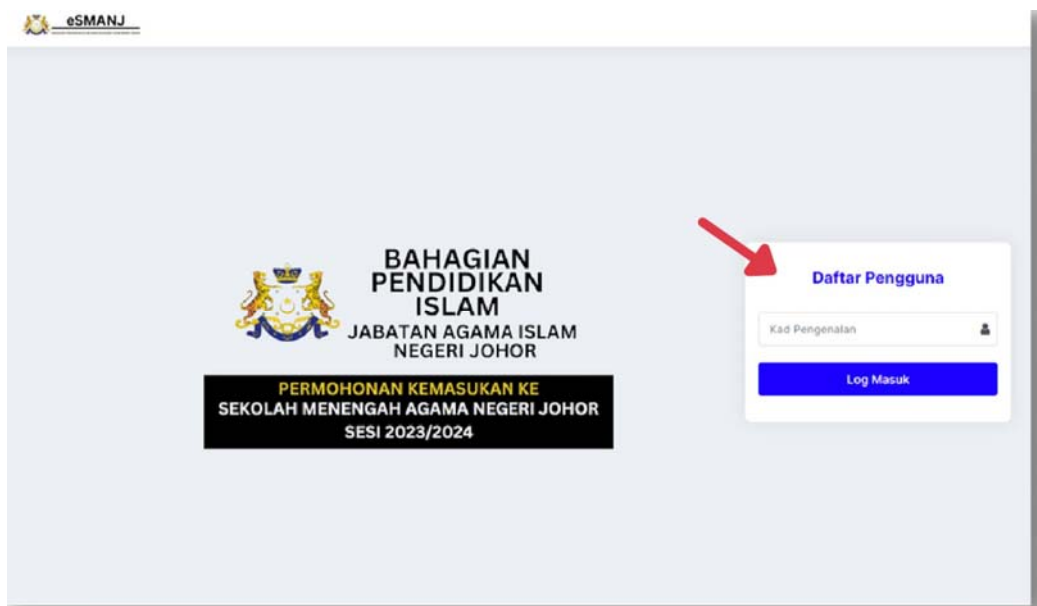 eSMANJ
BAHAGIAN
PENDIDIKAN
ISLAM
JABATAN AGAMA ISLAM
NEGERI JOHOR
PERMOHONAN KEMASUKAN KE
SEKOLAH MENENGAH AGAMA NEGERI JOHOR
SESI 2023/2024
Daftar Pengguna
Kad Pengenalan
Log Masuk